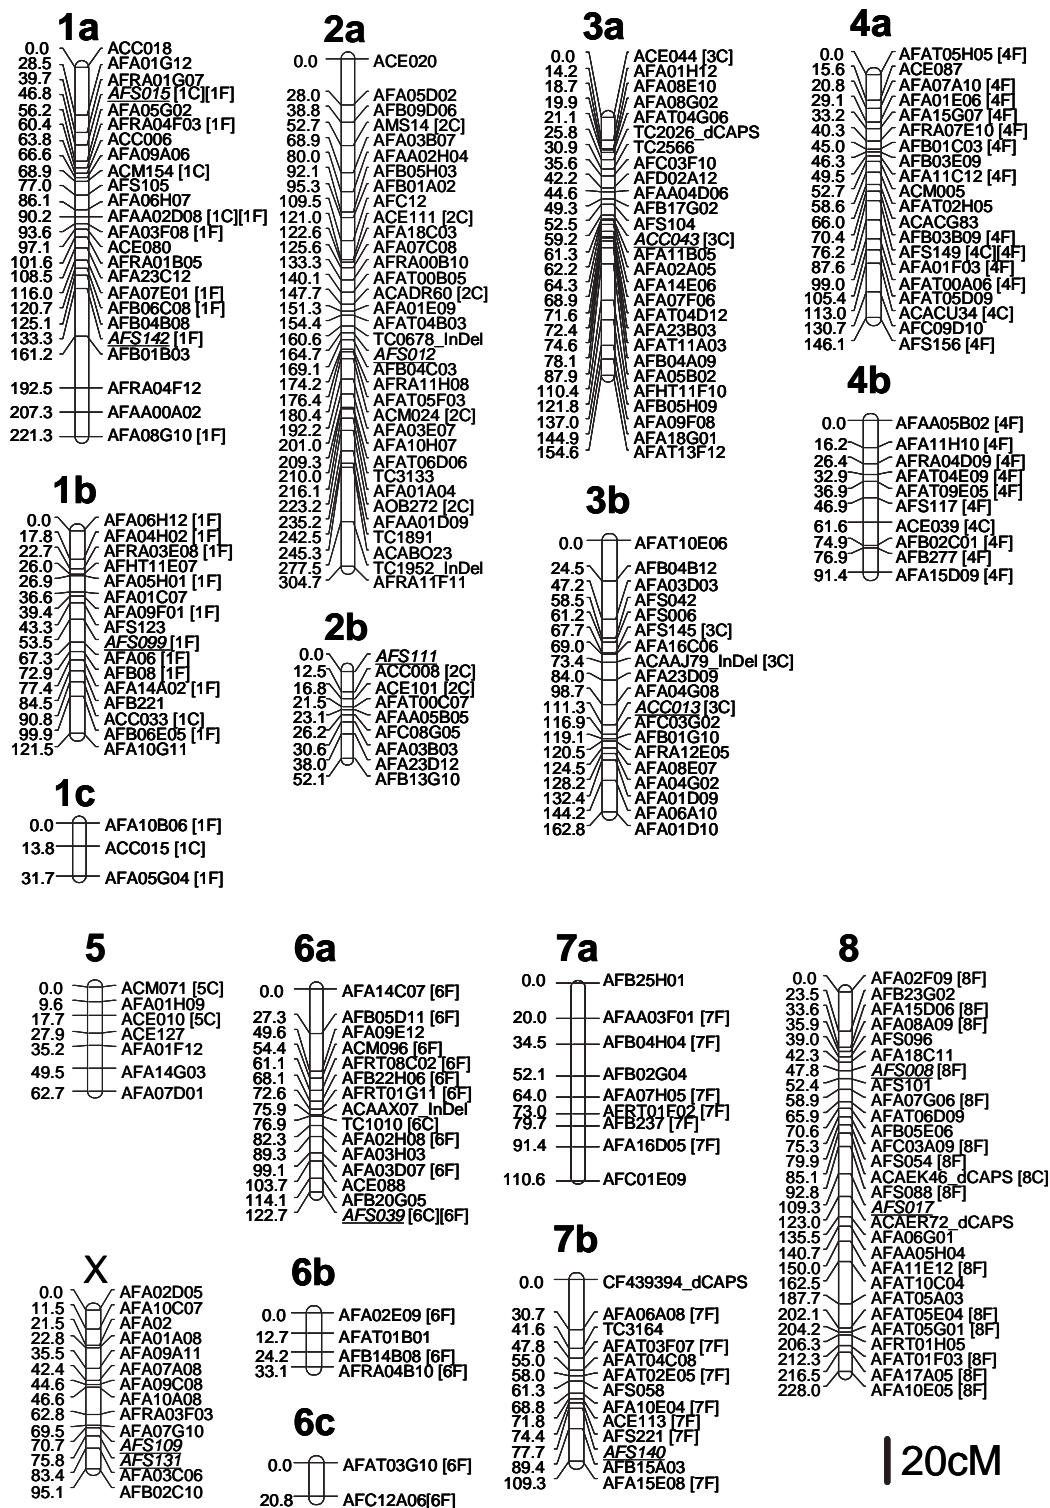 1a
0.0 ACC018
28.5 AFA01G12
39.7 AFRA01G07
46.8 AFS015 [1C][1F]
56.2 AFA05G02
60.4 AFRA04F03 [1F]
63.8 ACC006
66.6 AFA09A06
68.9 ACM154 [1C]
77.0 AFS105
86.1 AFA06H07
90.2 AFAA02D08 [1C][1F]
93.6 AFA03F08 [1F]
97.1 ACE080
101.6 AFRA01B05
108.5 AFA23C12
116.0 AFA07E01 [1F]
120.7 AFB06C08 [1F]
125.1 AFB04B08
133.3 AFS142 [1F]
161.2 AFB01B03
192.5 AFRA04F12
207.3 AFAA00A02
221.3 AFA08G10 [1F]
1b
0.0 AFA06H12 [1F]
17.8 AFA04H02 [1F]
22.7 AFRA03E08 [1F]
26.0 AFHT11E07
26.9 AFA05H01 [1F]
36.6 AFA01C07
39.4 AFA09F01 [1F]
43.3 AFS123
53.5 AFS099 [1F]
67.3 AFA06 [1F]
72.9 AFB08 [1F]
77.4 AFA14A02 [1F]
84.5 AFB221
90.8 ACC033 [1C]
99.9 AFB06E05 [1F]
121.5 AFA10G11
1c
0.0 AFA10B06 [1F]
13.8 ACC015 [1C]
31.7 AFA05G04 [1F]
2a
0.0 ACE020
28.0 AFA05D02
38.8 AFB09D06
52.7 AMS14 [2C]
68.9 AFA03B07
80.0 AFAA02H04
92.1 AFB05H03
95.3 AFB01A02
109.5 AFC12
121.0 ACE111 [2C]
122.6 AFA18C03
125.6 AFA07C08
133.3 AFRA00B10
140.1 AFAT00B05
147.7 ACADR60 [2C]
151.3 AFA01E09
154.4 AFAT04B03
160.6 TC0678_InDel
164.7 AFS012
169.1 AFB04C03
174.2 AFRA11H08
176.4 AFAT05F03
180.4 ACM024 [2C]
192.2 AFA03E07
201.0 AFA10H07
209.3 AFAT06D06
210.0 TC3133
216.1 AFA01A04
223.2 AOB272 [2C]
235.2 AFAA01D09
242.5 TC1891
245.3 ACABO23
277.5 TC1952_InDel
304.7 AFRA11F11
2b
0.0 AFS111
12.5 ACC008 [2C]
16.8 ACE101 [2C]
21.5 AFAT00C07
23.1 AFAA05B05
26.2 AFC08G05
30.6 AFA03B03
38.0 AFA23D12
52.1 AFB13G10
3a
0.0 ACE044 [3C]
14.2 AFA01H12
18.7 AFA08E10
19.9 AFA08G02
21.1 AFAT04G06
25.8 TC2026_dCAPS
30.9 TC2566
35.6 AFC03F10
42.2 AFD02A12
44.6 AFAA04D06
49.3 AFB17G02
52.5 AFS104
59.2 ACC043 [3C]
61.3 AFA11B05
62.2 AFA02A05
64.3 AFA14E06
68.9 AFA07F06
71.6 AFAT04D12
72.4 AFA23B03
74.6 AFAT11A03
78.1 AFB04A09
87.9 AFA05B02
110.4 AFHT11F10
121.8 AFB05H09
137.0 AFA09F08
144.9 AFA18G01
154.6 AFAT13F12
3b
0.0 AFAT10E06
24.5 AFB04B12
47.2 AFA03D03
58.5 AFS042
61.2 AFS006
67.7 AFS145 [3C]
69.0 AFA16C06
73.4 ACAAJ79_InDel [3C]
84.0 AFA23D09
98.7 AFA04G08
111.3 ACC013 [3C]
116.9 AFC03G02
119.1 AFB01G10
120.5 AFRA12E05
124.5 AFA08E07
128.2 AFA04G02
132.4 AFA01D09
144.2 AFA06A10
162.8 AFA01D10
4a
0.0 AFAT05H05 [4F]
15.6 ACE087
20.8 AFA07A10 [4F]
29.1 AFA01E06 [4F]
33.2 AFA15G07 [4F]
40.3 AFRA07E10 [4F]
45.0 AFB01C03 [4F]
46.3 AFB03E09
49.5 AFA11C12 [4F]
52.7 ACM005
58.6 AFAT02H05
66.0 ACACG83
70.4 AFB03B09 [4F]
76.2 AFS149 [4C][4F]
87.6 AFA01F03 [4F]
99.0 AFAT00A06 [4F]
105.4 AFAT05D09
113.0 ACACU34 [4C]
130.7 AFC09D10
146.1 AFS156 [4F]
4b
0.0 AFAA05B02 [4F]
16.2 AFA11H10 [4F]
26.4 AFRA04D09 [4F]
32.9 AFAT04E09 [4F]
36.9 AFAT09E05 [4F]
46.9 AFS117 [4F]
61.6 ACE039 [4C]
74.9 AFB02C01 [4F]
76.9 AFB277 [4F]
91.4 AFA15D09 [4F]
5
0.0 ACM071 [5C]
9.6 AFA01H09
17.7 ACE010 [5C]
27.9 ACE127
35.2 AFA01F12
49.5 AFA14G03
62.7 AFA07D01
X
0.0 AFA02D05
11.5 AFA10C07
21.5 AFA02
22.8 AFA01A08
35.5 AFA09A11
42.4 AFA07A08
44.6 AFA09C08
46.6 AFA10A08
62.8 AFRA03F03
69.5 AFA07G10
70.7 AFS109
75.8 AFS131
83.4 AFA03C06
95.1 AFB02C10
6a
0.0 AFA14C07 [6F]
27.3 AFB05D11 [6F]
49.6 AFA09E12
54.4 ACM096 [6F]
61.1 AFRT08C02 [6F]
68.1 AFB22H06 [6F]
72.6 AFRT01G11 [6F]
75.9 ACAAX07_InDel
76.9 TC1010 [6C]
82.3 AFA02H08 [6F]
89.3 AFA03H03
99.1 AFA03D07 [6F]
103.7 ACE088
114.1 AFB20G05
122.7 AFS039 [6C][6F]
6b
0.0 AFA02E09 [6F]
12.7 AFAT01B01
24.2 AFB14B08 [6F]
33.1 AFRA04B10 [6F]
6c
0.0 AFAT03G10 [6F]
20.8 AFC12A06[6F]
7a
0.0 AFB25H01
20.0 AFAA03F01 [7F]
34.5 AFB04H04 [7F]
52.1 AFB02G04
64.0 AFA07H05 [7F]
73.0 AFRT01F02 [7F]
79.7 AFB237 [7F]
91.4 AFA16D05 [7F]
110.6 AFC01E09
7b
0.0 CF439394_dCAPS
30.7 AFA06A08 [7F]
41.6 TC3164
47.8 AFAT03F07 [7F]
55.0 AFAT04C08
58.0 AFAT02E05 [7F]
61.3 AFS058
68.8 AFA10E04 [7F]
71.8 ACE113 [7F]
74.4 AFS221 [7F]
77.7 AFS140
89.4 AFB15A03
109.3 AFA15E08 [7F]
8
0.0 AFA02F09 [8F]
23.5 AFB23G02
33.6 AFA15D06 [8F]
35.9 AFA08A09 [8F]
39.0 AFS096
42.3 AFA18C11
47.8 AFS008 [8F]
52.4 AFS101
58.9 AFA07G06 [8F]
65.9 AFAT06D09
70.6 AFB05E06
75.3 AFC03A09 [8F]
79.9 AFS054 [8F]
85.1 ACAEK46_dCAPS [8C]
92.8 AFS088 [8F]
109.3 AFS017
123.0 ACAER72_dCAPS
135.5 AFA06G01
140.7 AFAA05H04
150.0 AFA11E12 [8F]
162.5 AFAT10C04
187.7 AFAT05A03
202.1 AFAT05E04 [8F]
204.2 AFAT05G01 [8F]
206.3 AFRT01H05
212.3 AFAT01F03 [8F]
216.5 AFA17A05 [8F]
228.0 AFA10E05 [8F]
20cM